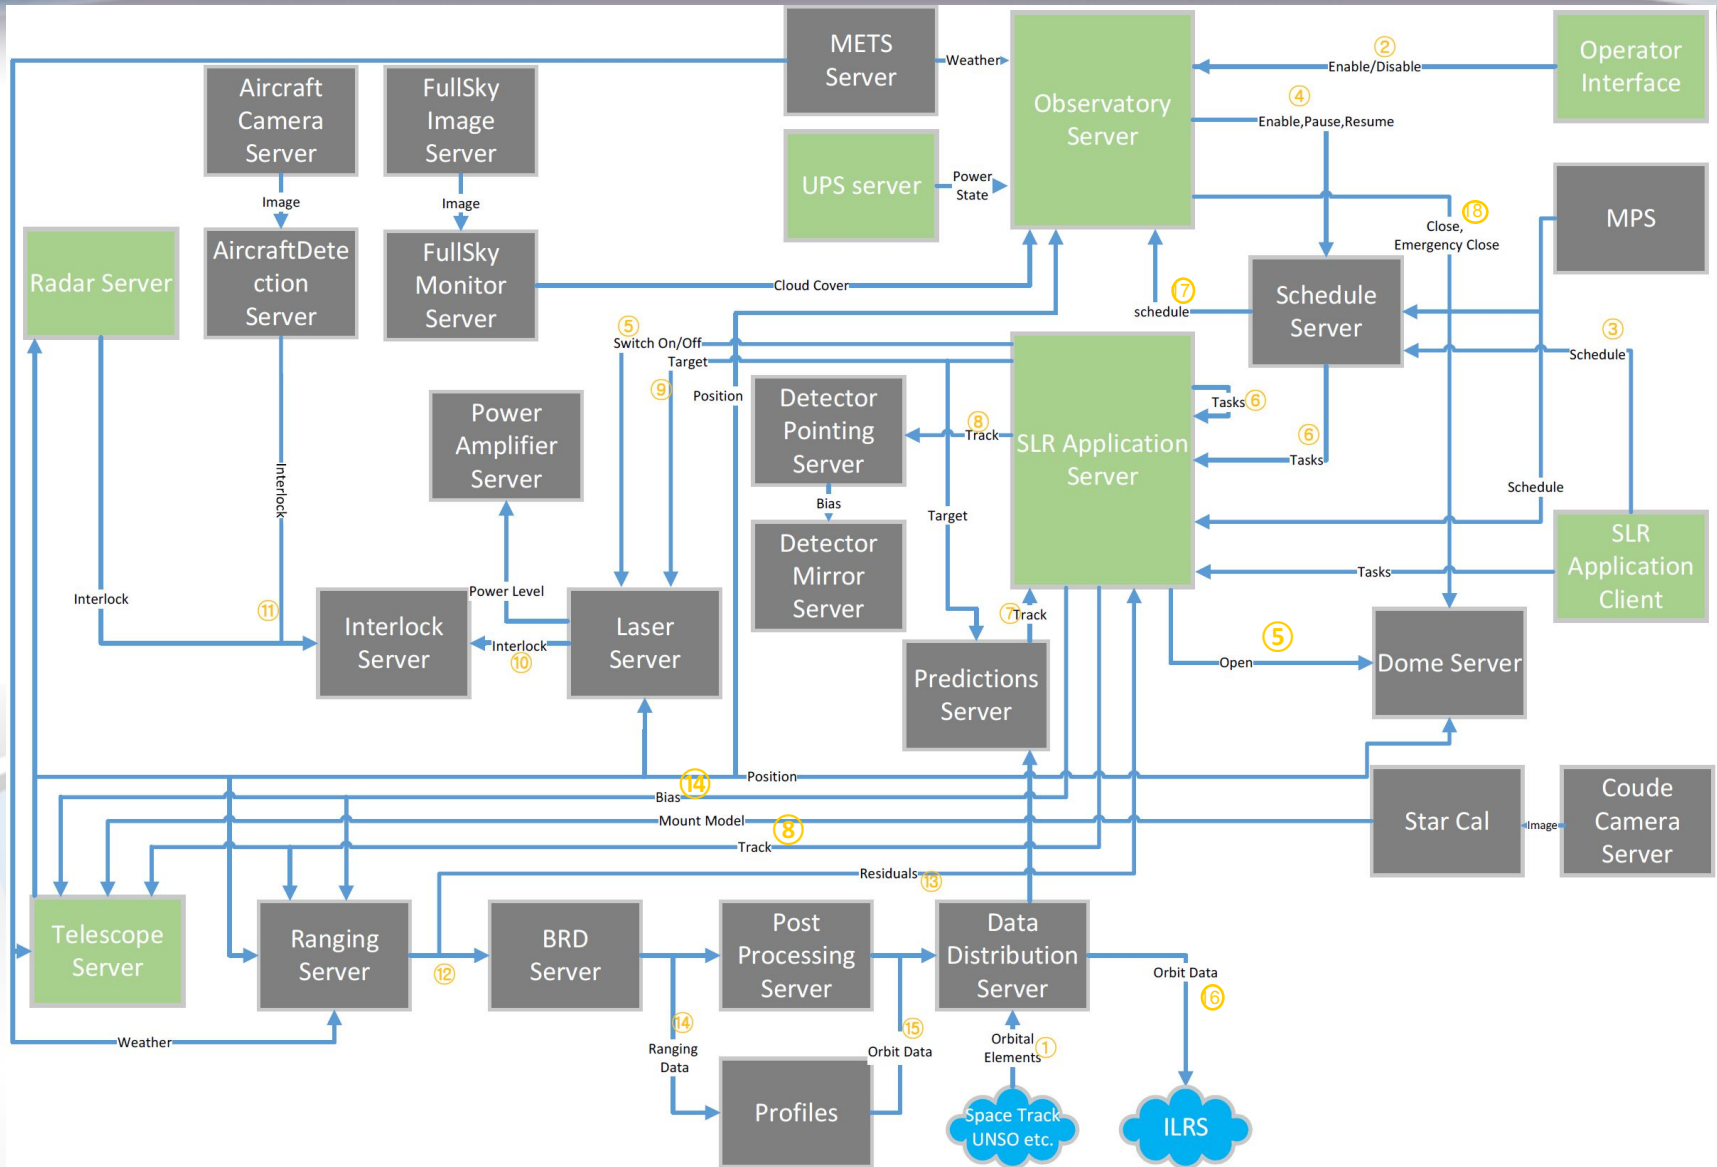 METS
Server
Weather
Observatory
Server
②
Enable/Disable
Operator
Interface
Aircraft
Camera
Server
FullSky
Image
Server
④
Enable,Pause,Resume
UPS server
Power
State
MPS
Image
Image
⑱
Close,
Emergency Close
Radar Server
AircraftDete
ction
Server
FullSky
Monitor
Server
Cloud Cover
Schedule
Server
⑰
schedule
③
Schedule
⑤
Switch On/Off
Target
⑨
Position
Power
Amplifier
Server
Detector
Pointing
Server
⑧
Track
SLR Application
Server
Tasks
⑥
⑥
Tasks
Interlock
Bias
Target
Schedule
Detector
Mirror
Server
SLR
Application
Client
Tasks
Interlock
⑪
Power Level
Interlock
Server
Interlock
⑩
Laser
Server
⑦
Track
Predictions
Server
⑤
Open
Dome Server
Position
⑭
Bias
Mount Model
⑧
Track
Star Cal
Image
Coude
Camera
Server
Residuals
⑬
Telescope
Server
Ranging
Server
⑫
BRD
Server
Post
Processing
Server
Data
Distribution
Server
Orbit Data
⑯
Weather
⑭
Ranging
Data
⑮
Orbit Data
Orbital
Elements
①
Profiles
Space Track
UNSO etc.
ILRS